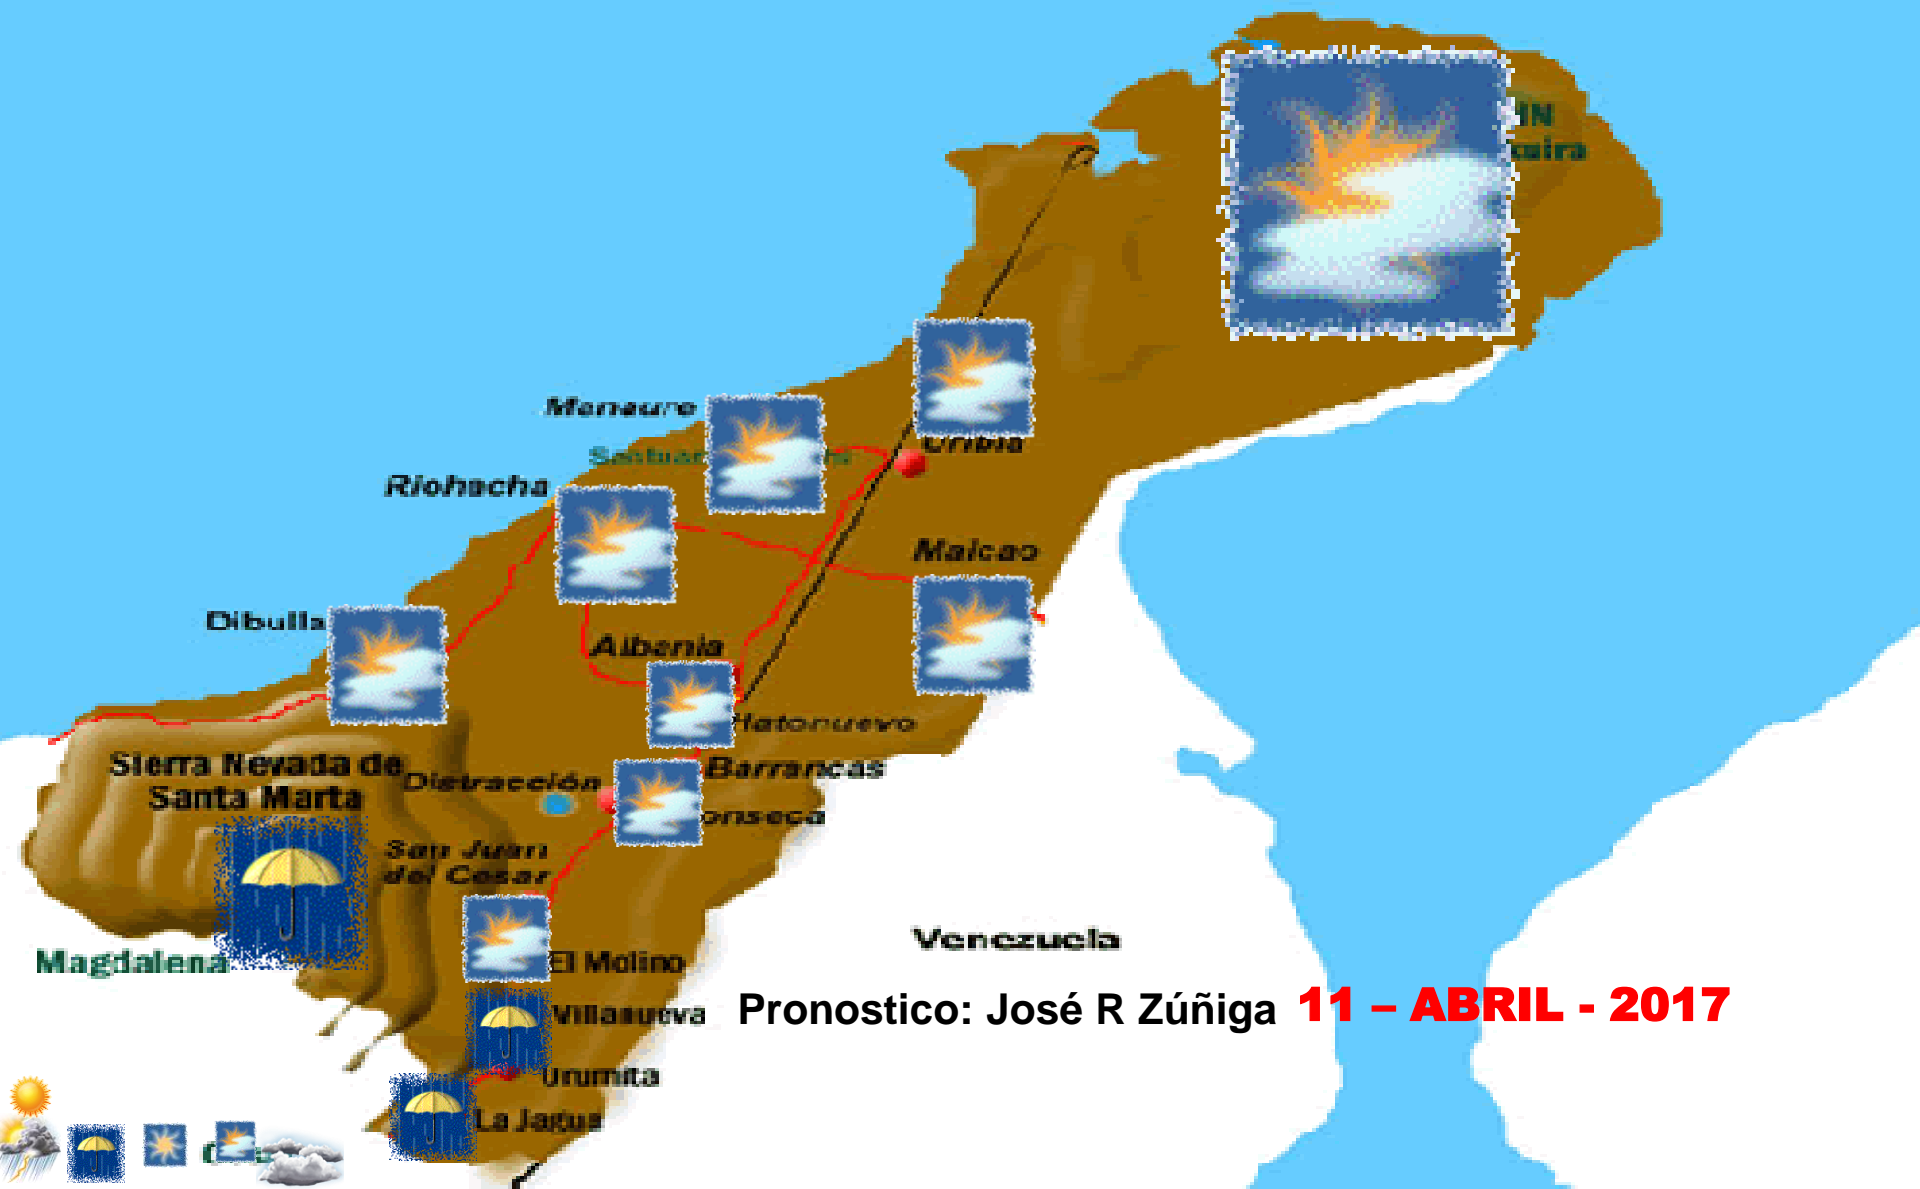 Manaure
Riohacha
Uribia
Maicao
Dibulla
Albania
Hatonuevo
Sierra Nevada de
Santa Marta
Distracción
Barrancas
onseca
San Juan
del Cesar
Venezuela
Magdalena
El Molino
Villanueva
Pronostico: José R Zúñiga
11 – ABRIL - 2017
Urumita
La Jagua